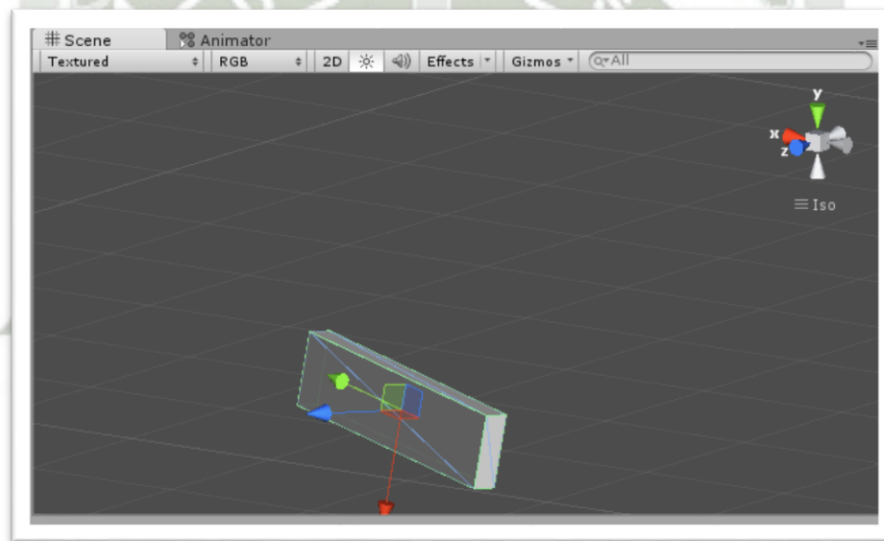 Scene Animator
Textured RGB 2D Effects Gizmos All
y
x
z
Iso